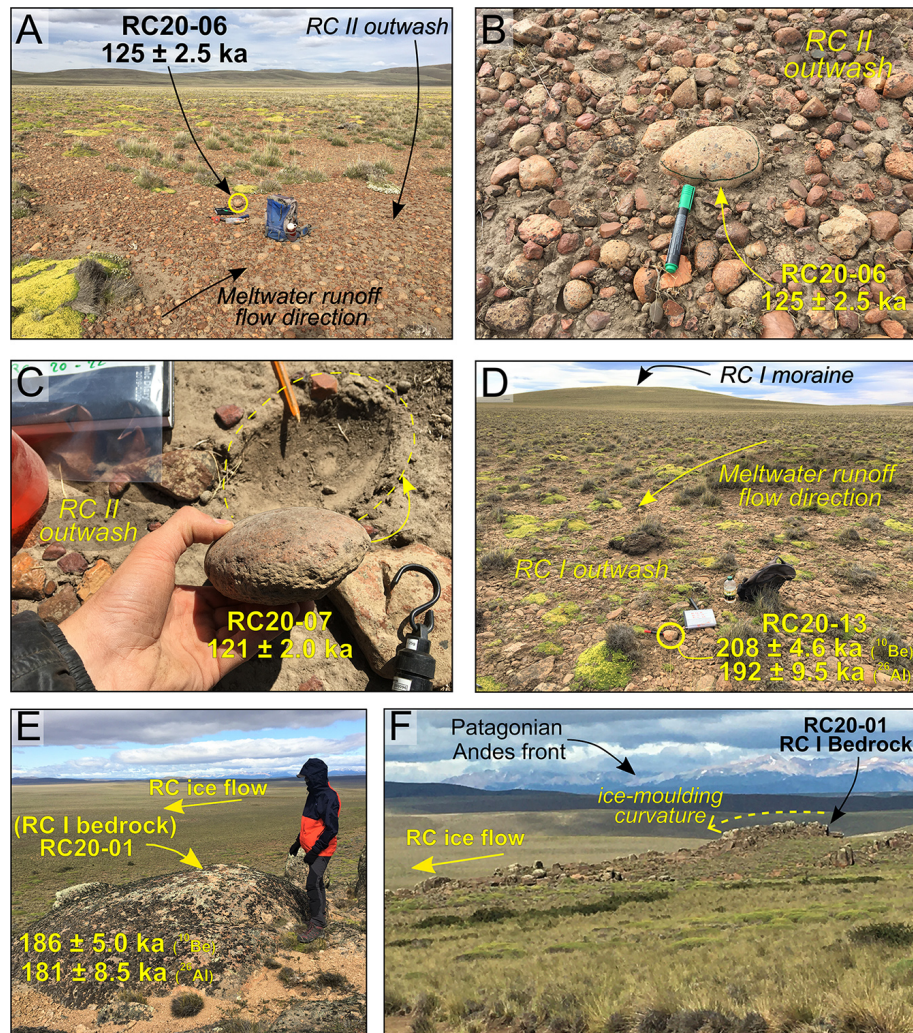 A
RC20-06
125 ± 2.5 ka
RC II outwash
Meltwater runoff
flow direction
B
RC II
outwash
RC20-06
125 ± 2.5 ka
C
20-22
RC II
outwash
RC20-07
121 ± 2.0 ka
D
RC I moraine
Meltwater runoff
flow direction
RC I outwash
RC20-13
208 ± 4.6 ka (¹⁰Be)
192 ± 9.5 ka (²⁶Al)
E
RC ice flow
(RC I bedrock)
RC20-01
186 ± 5.0 ka (¹⁰Be)
181 ± 8.5 ka (²⁶Al)
F
Patagonian
Andes front
RC20-01
RC I Bedrock
ice-moulding
curvature
RC ice flow